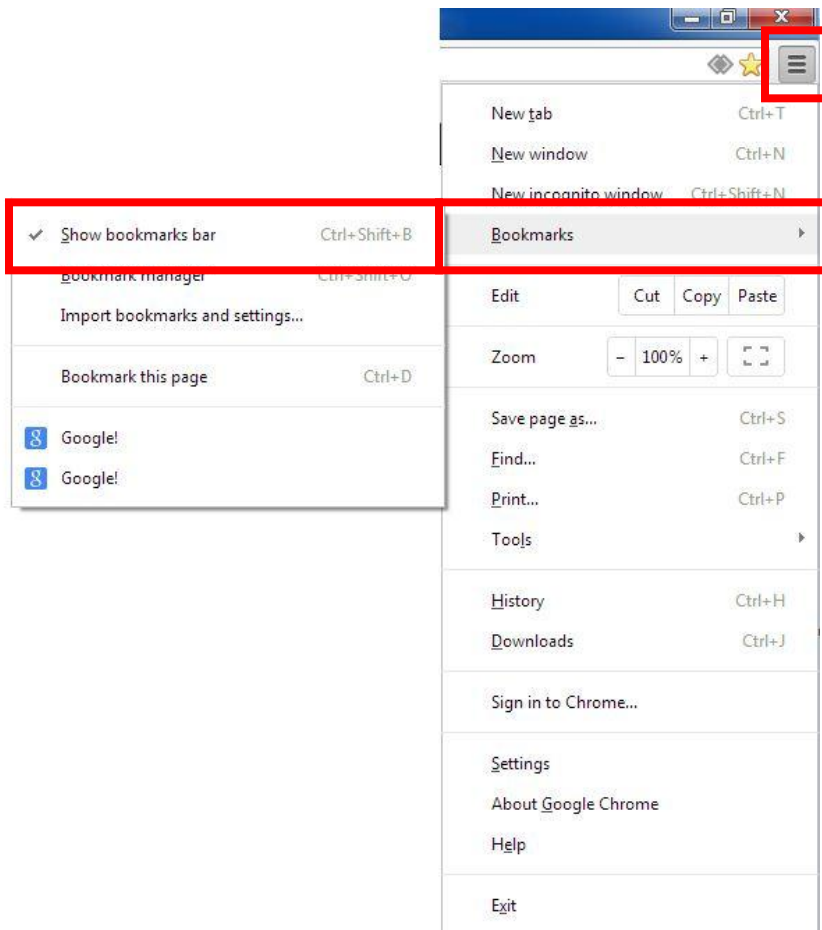 New tab Ctrl+T
New window Ctrl+N
New incognito window Ctrl+Shift+N
Bookmarks
Show bookmarks bar Ctrl+Shift+B
Bookmark manager Ctrl+Shift+O
Import bookmarks and settings...
Bookmark this page Ctrl+D
Google!
Google!
Edit Cut Copy Paste
Zoom - 100% +
Save page as... Ctrl+S
Find... Ctrl+F
Print... Ctrl+P
Tools
History Ctrl+H
Downloads Ctrl+J
Sign in to Chrome...
Settings
About Google Chrome
Help
Exit